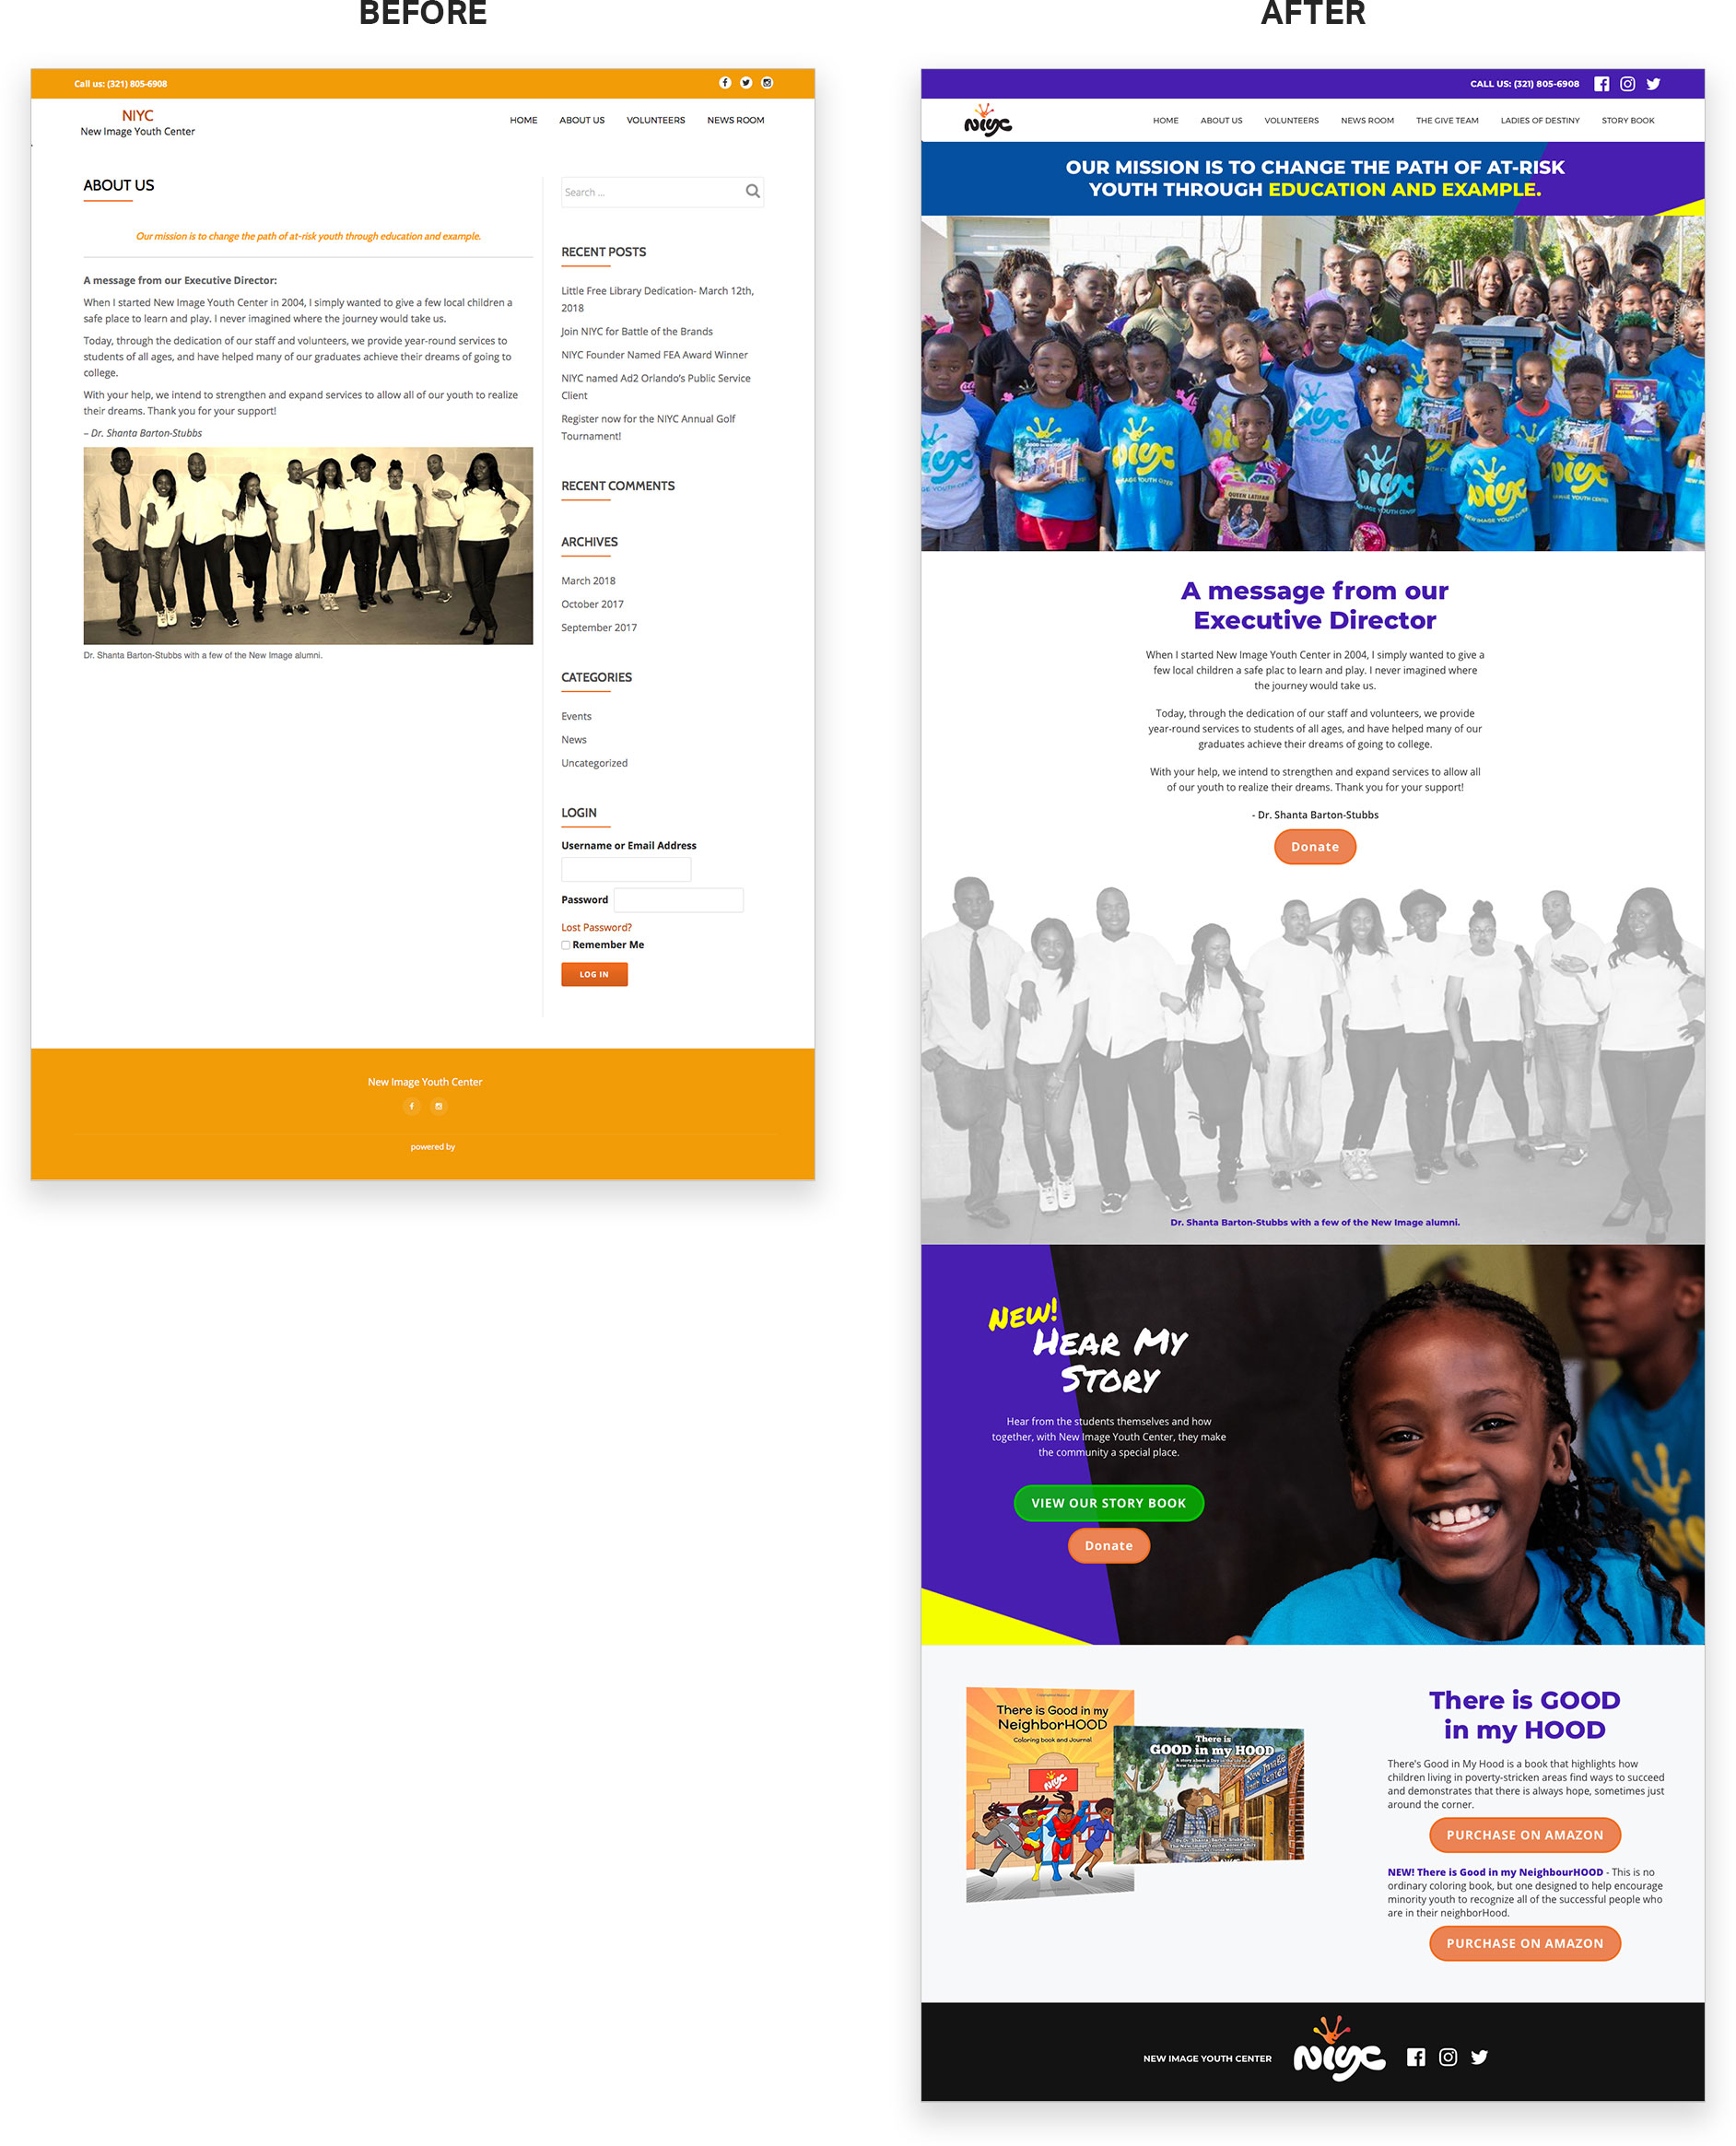 BEFORE
Call us: (321) 805-6908
NIYC
New Image Youth Center
HOME ABOUT US VOLUNTEERS NEWS ROOM
ABOUT US
Our mission is to change the path of at-risk youth through education and example.
A message from our Executive Director:
When I started New Image Youth Center in 2004, I simply wanted to give a few local children a
safe place to learn and play. I never imagined where the journey would take us.
Today, through the dedication of our staff and volunteers, we provide year-round services to
students of all ages, and have helped many of our graduates achieve their dreams of going to
college.
With your help, we intend to strengthen and expand services to allow all of our youth to realize
their dreams. Thank you for your support!
– Dr. Shanta Barton-Stubbs
Dr. Shanta Barton-Stubbs with a few of the New Image alumni.
Search ...
RECENT POSTS
Little Free Library Dedication- March 12th,
2018
Join NIYC for Battle of the Brands
NIYC Founder Named FEA Award Winner
NIYC named Ad2 Orlando's Public Service
Client
Register now for the NIYC Annual Golf
Tournament!
RECENT COMMENTS
ARCHIVES
March 2018
October 2017
September 2017
CATEGORIES
Events
News
Uncategorized
LOGIN
Username or Email Address
Password
Lost Password?
Remember Me
LOG IN
New Image Youth Center
powered by
AFTER
CALL US: (321) 805-6908
NIYC
HOME ABOUT US VOLUNTEERS NEWS ROOM THE GIVE TEAM LADIES OF DESTINY STORY BOOK
OUR MISSION IS TO CHANGE THE PATH OF AT-RISK
YOUTH THROUGH EDUCATION AND EXAMPLE.
niyc
NEW IMAGE YOUTH CENTER
QUEEN LATIFAH
A message from our
Executive Director
When I started New Image Youth Center in 2004, I simply wanted to give a
few local children a safe plac to learn and play. I never imagined where
the journey would take us.
Today, through the dedication of our staff and volunteers, we provide
year-round services to students of all ages, and have helped many of our
graduates achieve their dreams of going to college.
With your help, we intend to strengthen and expand services to allow all
of our youth to realize their dreams. Thank you for your support!
- Dr. Shanta Barton-Stubbs
Donate
Dr. Shanta Barton-Stubbs with a few of the New Image alumni.
NEW!
HEAR MY
STORY
Hear from the students themselves and how
together, with New Image Youth Center, they make
the community a special place.
VIEW OUR STORY BOOK
Donate
There is Good in my
NeighborHOOD
Coloring book and Journal
niyc
There is
GOOD in my HOOD
New Image
Youth Center
There is GOOD
in my HOOD
There's Good in My Hood is a book that highlights how
children living in poverty-stricken areas find ways to succeed
and demonstrates that there is always hope, sometimes just
around the corner.
PURCHASE ON AMAZON
NEW! There is Good in my NeighbourHOOD - This is no
ordinary coloring book, but one designed to help encourage
minority youth to recognize all of the successful people who
are in their neighborHood.
PURCHASE ON AMAZON
NEW IMAGE YOUTH CENTER
niyc